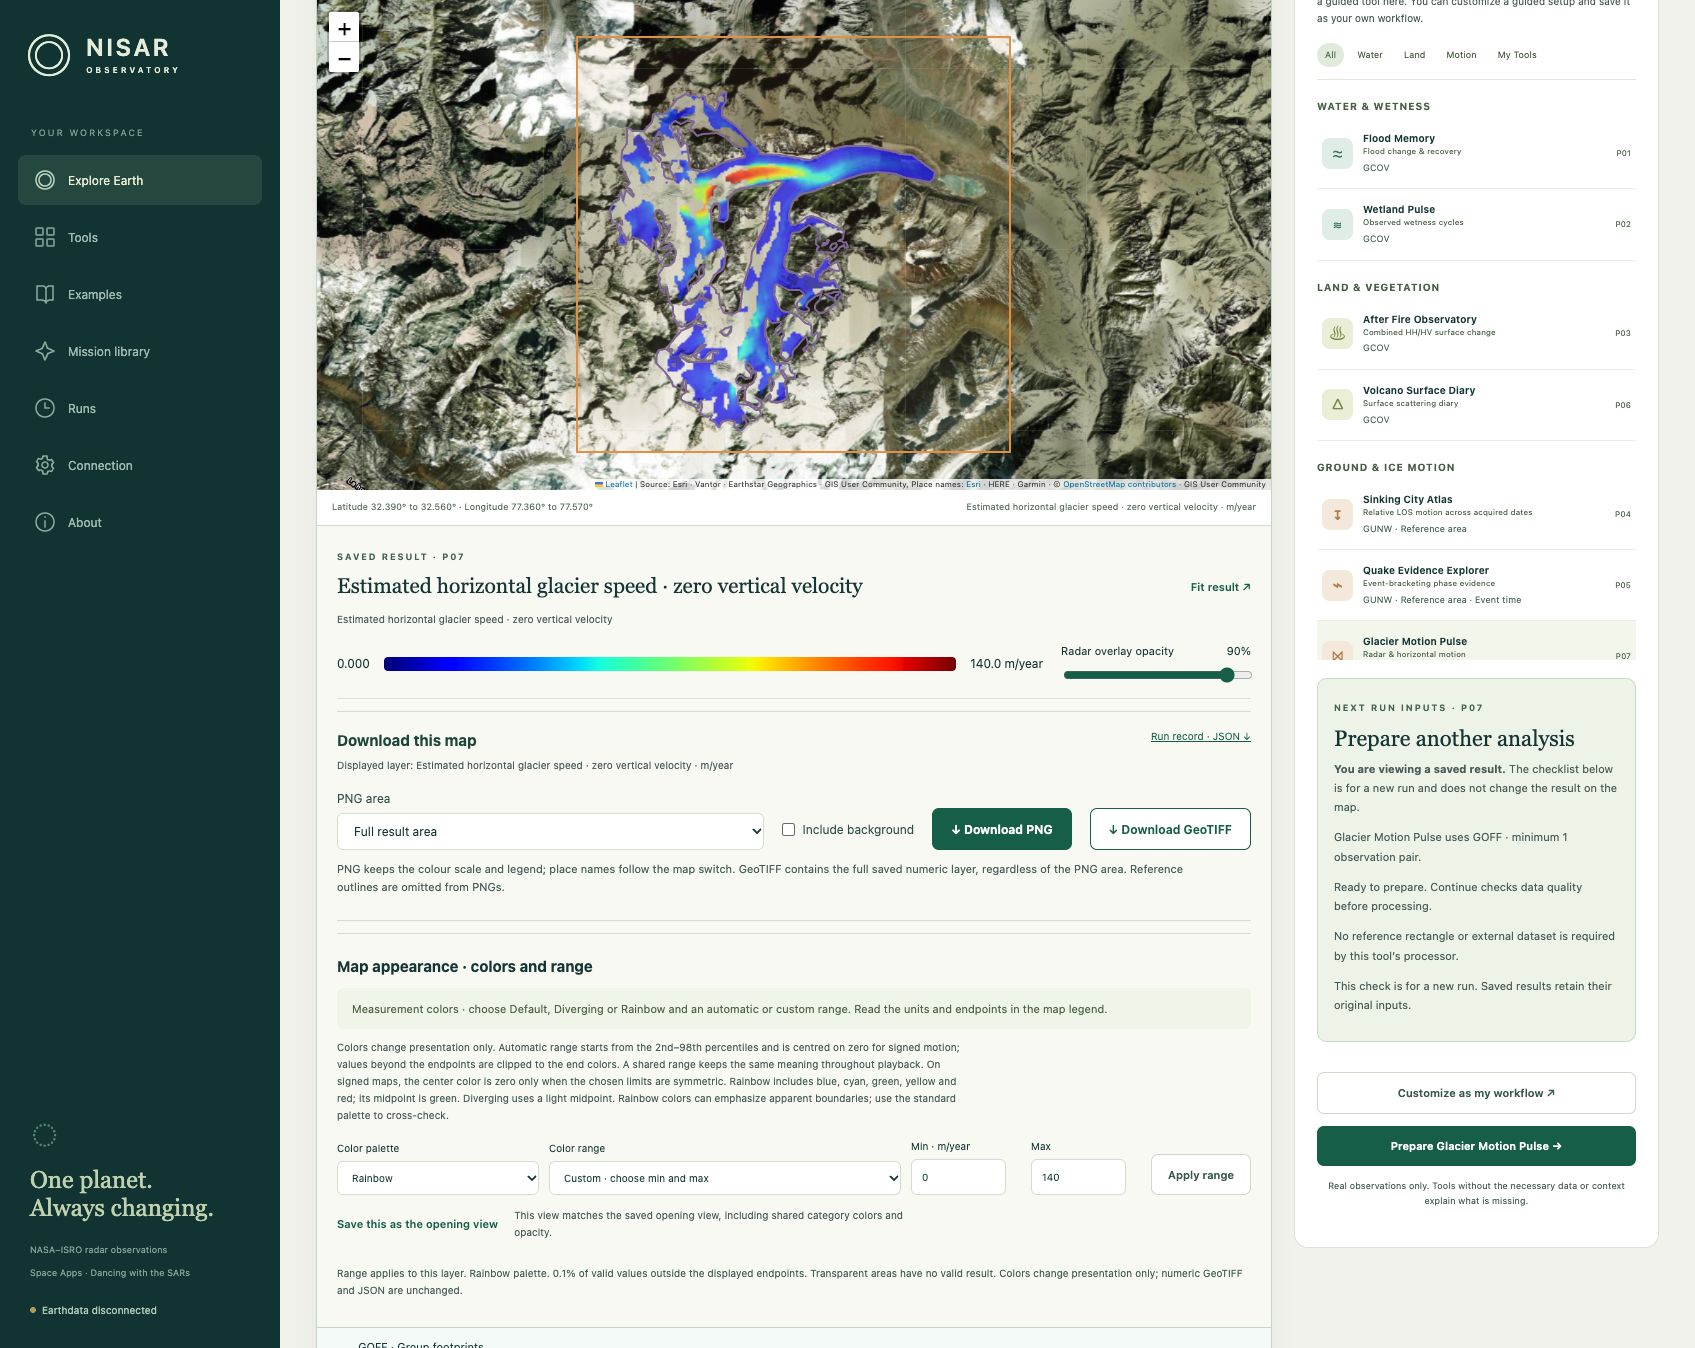 NISAR
OBSERVATORY
YOUR WORKSPACE
Explore Earth
Tools
Examples
Mission library
Runs
Connection
About
One planet.
Always changing.
NASA–ISRO radar observations
Space Apps · Dancing with the SARs
Earthdata disconnected
+
−
Leaflet | Source: Esri · Vantor · Earthstar Geographics · GIS User Community, Place names: Esri · HERE · Garmin · © OpenStreetMap contributors · GIS User Community
Latitude 32.390° to 32.560° · Longitude 77.360° to 77.570°
Estimated horizontal glacier speed · zero vertical velocity · m/year
SAVED RESULT · P07
Estimated horizontal glacier speed · zero vertical velocity
Fit result ↗
Estimated horizontal glacier speed · zero vertical velocity
0.000
140.0 m/year
Radar overlay opacity
90%
Download this map
Run record · JSON ↓
Displayed layer: Estimated horizontal glacier speed · zero vertical velocity · m/year
PNG area
Full result area
Include background
↓ Download PNG
↓ Download GeoTIFF
PNG keeps the colour scale and legend; place names follow the map switch. GeoTIFF contains the full saved numeric layer, regardless of the PNG area. Reference
outlines are omitted from PNGs.
Map appearance · colors and range
Measurement colors · choose Default, Diverging or Rainbow and an automatic or custom range. Read the units and endpoints in the map legend.
Colors change presentation only. Automatic range starts from the 2nd–98th percentiles and is centred on zero for signed motion;
values beyond the endpoints are clipped to the end colors. A shared range keeps the same meaning throughout playback. On
signed maps, the center color is zero only when the chosen limits are symmetric. Rainbow includes blue, cyan, green, yellow and
red; its midpoint is green. Diverging uses a light midpoint. Rainbow colors can emphasize apparent boundaries; use the standard
palette to cross-check.
Color palette
Color range
Min · m/year
Max
Rainbow
Custom · choose min and max
0
140
Apply range
Save this as the opening view
This view matches the saved opening view, including shared category colors and
opacity.
Range applies to this layer. Rainbow palette. 0.1% of valid values outside the displayed endpoints. Transparent areas have no valid result. Colors change presentation only; numeric GeoTIFF
and JSON are unchanged.
GOFF · Group footprints
a guided tool here. You can customize a guided setup and save it
as your own workflow.
All
Water
Land
Motion
My Tools
WATER & WETNESS
Flood Memory
Flood change & recovery
GCOV
P01
Wetland Pulse
Observed wetness cycles
GCOV
P02
LAND & VEGETATION
After Fire Observatory
Combined HH/HV surface change
GCOV
P03
Volcano Surface Diary
Surface scattering diary
GCOV
P06
GROUND & ICE MOTION
Sinking City Atlas
Relative LOS motion across acquired dates
GUNW · Reference area
P04
Quake Evidence Explorer
Event-bracketing phase evidence
GUNW · Reference area · Event time
P05
Glacier Motion Pulse
Radar & horizontal motion
P07
NEXT RUN INPUTS · P07
Prepare another analysis
You are viewing a saved result. The checklist below
is for a new run and does not change the result on the
map.
Glacier Motion Pulse uses GOFF · minimum 1
observation pair.
Ready to prepare. Continue checks data quality
before processing.
No reference rectangle or external dataset is required
by this tool's processor.
This check is for a new run. Saved results retain their
original inputs.
Customize as my workflow ↗
Prepare Glacier Motion Pulse →
Real observations only. Tools without the necessary data or context
explain what is missing.